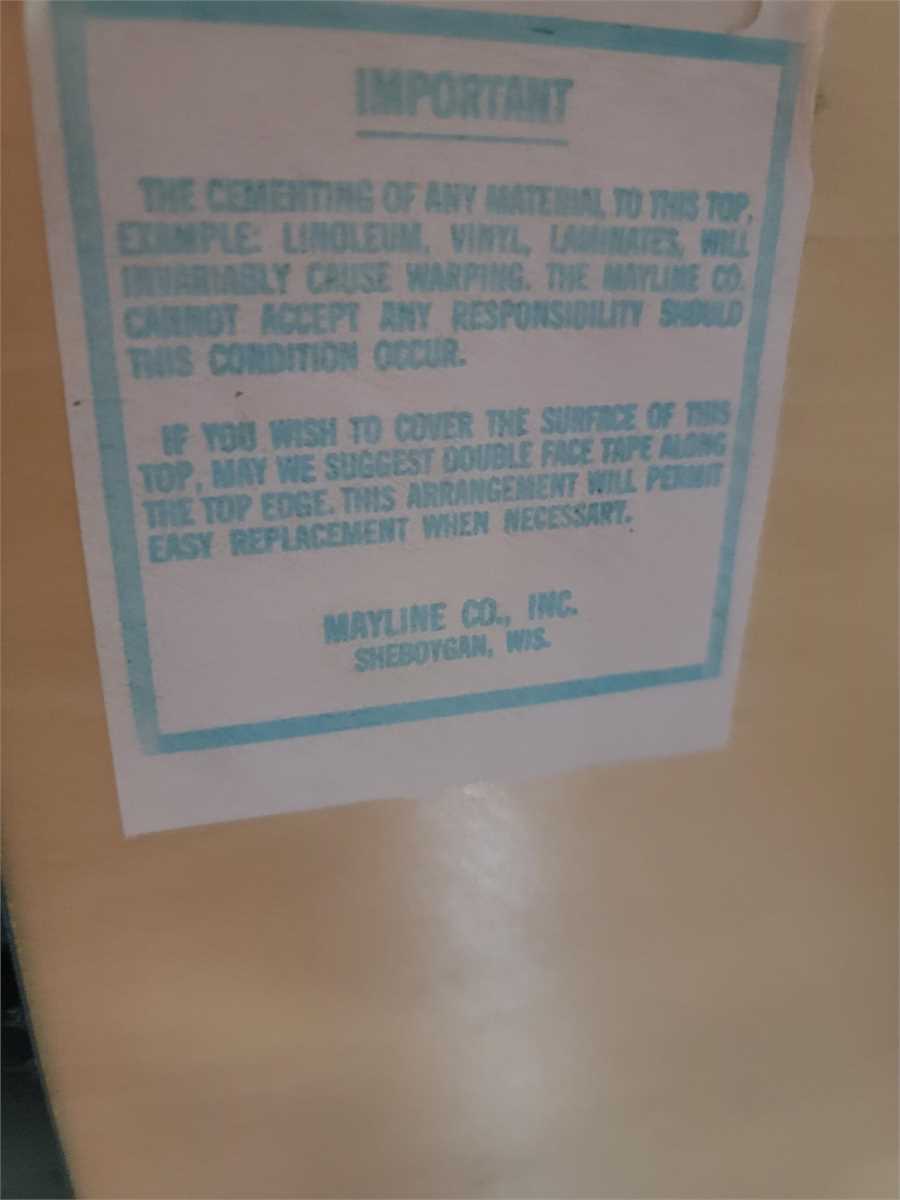 IMPORTANT
THE CEMENTING OF ANY MATERIAL TO THIS TOP,
EXAMPLE: LINOLEUM, VINYL, LAMINATES, WILL
INVARIABLY CAUSE WARPING. THE MAYLINE CO.
CANNOT ACCEPT ANY RESPONSIBILITY SHOULD
THIS CONDITION OCCUR.
IF YOU WISH TO COVER THE SURFACE OF THIS
TOP, MAY WE SUGGEST DOUBLE FACE TAPE ALONG
THE TOP EDGE. THIS ARRANGEMENT WILL PERMIT
EASY REPLACEMENT WHEN NECESSARY.
MAYLINE CO., INC.
SHEBOYGAN, WIS.